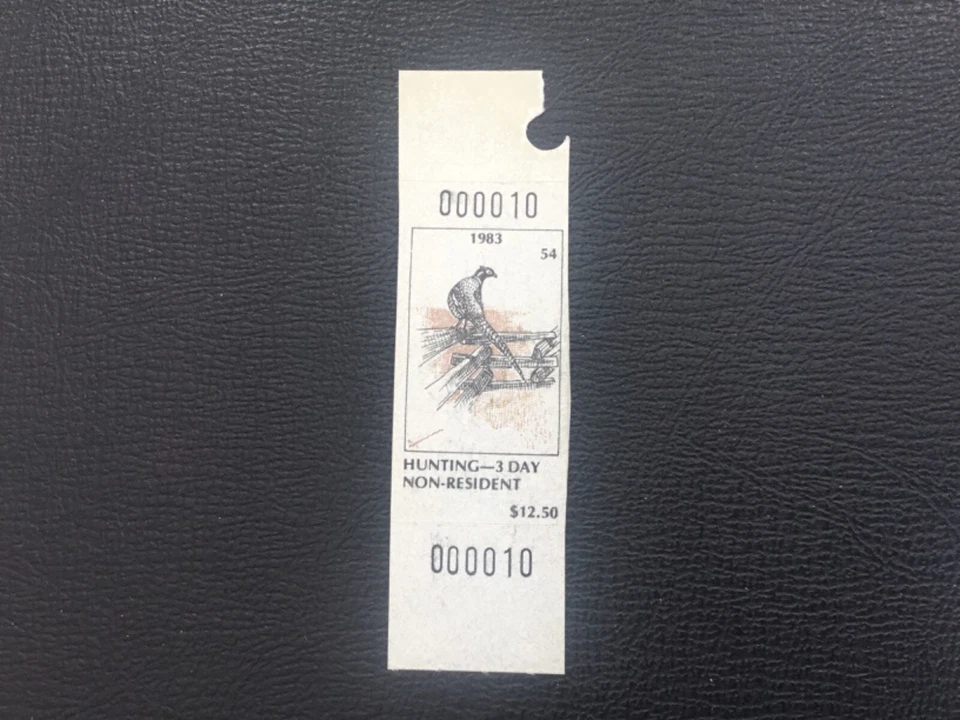 000010
1983
54
HUNTING—3 DAY
NON-RESIDENT
$12.50
000010